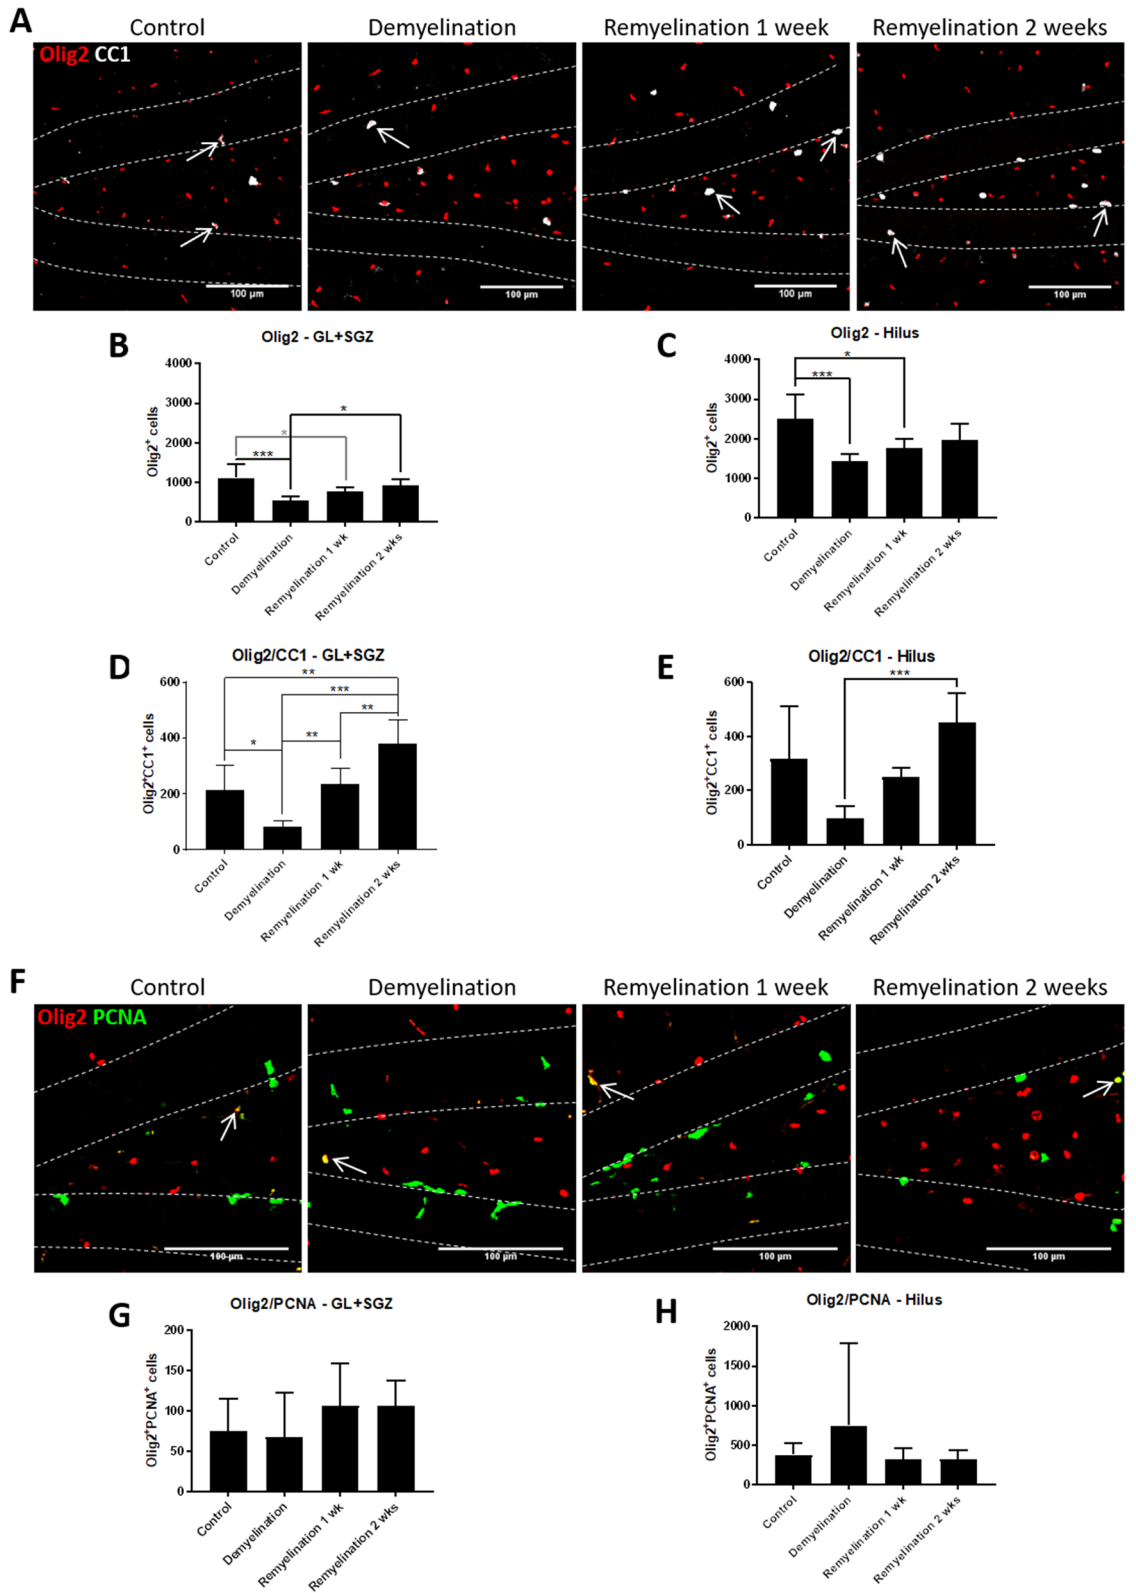 A
Control Demyelination Remyelination 1 week Remyelination 2 weeks
Olig2 CC1
100 µm 100 µm 100 µm 100 µm
B
Olig2 - GL+SGZ
Olig2⁺ cells
4000
3000
2000
1000
0
* *** *
Control Demyelination Remyelination 1 wk Remyelination 2 wks
C
Olig2 - Hilus
Olig2⁺ cells
4000
3000
2000
1000
0
* ***
Control Demyelination Remyelination 1 wk Remyelination 2 wks
D
Olig2/CC1 - GL+SGZ
Olig2⁺CC1⁺ cells
600
400
200
0
** *** ** * **
Control Demyelination Remyelination 1 wk Remyelination 2 wks
E
Olig2/CC1 - Hilus
Olig2⁺CC1⁺ cells
600
400
200
0
***
Control Demyelination Remyelination 1 wk Remyelination 2 wks
F
Control Demyelination Remyelination 1 week Remyelination 2 weeks
Olig2 PCNA
100 µm 100 µm 100 µm 100 µm
G
Olig2/PCNA - GL+SGZ
Olig2⁺PCNA⁺ cells
200
150
100
50
0
Control Demyelination Remyelination 1 wk Remyelination 2 wks
H
Olig2/PCNA - Hilus
Olig2⁺PCNA⁺ cells
2000
1500
1000
500
0
Control Demyelination Remyelination 1 wk Remyelination 2 wks